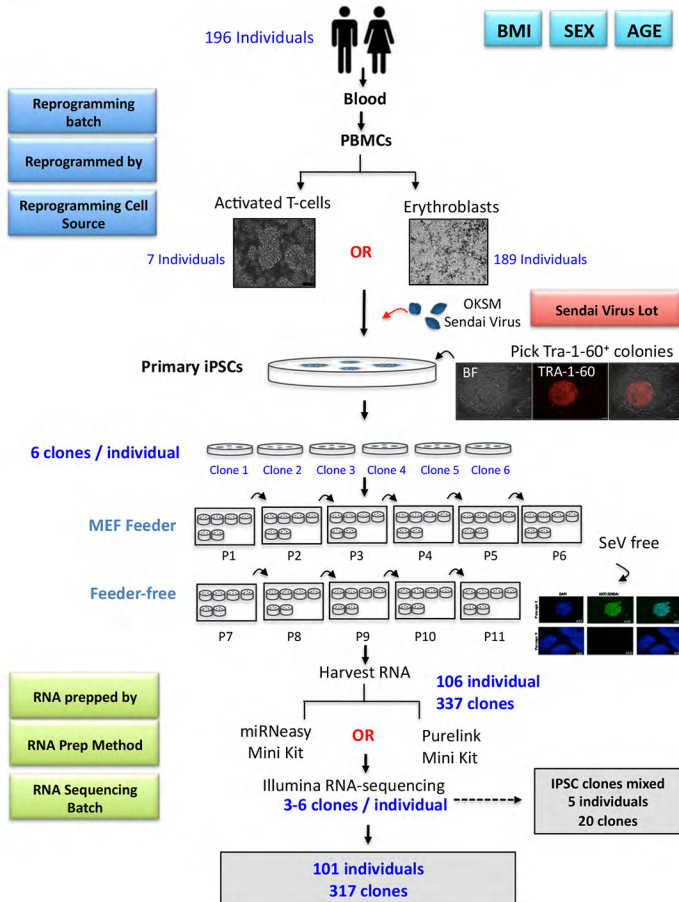 196 Individuals
BMI
SEX
AGE
Blood
PBMCs
Reprogramming
batch
Reprogrammed by
Reprogramming Cell
Source
Activated T-cells
Erythroblasts
7 Individuals
OR
189 Individuals
OKSM
Sendai Virus
Sendai Virus Lot
Primary iPSCs
Pick Tra-1-60⁺ colonies
BF
TRA-1-60
6 clones / individual
Clone 1
Clone 2
Clone 3
Clone 4
Clone 5
Clone 6
MEF Feeder
P1
P2
P3
P4
P5
P6
SeV free
Feeder-free
DAPI
ANTI-SENDAI
P7
P8
P9
P10
P11
Harvest RNA
106 individual
337 clones
RNA prepped by
RNA Prep Method
RNA Sequencing
Batch
miRNeasy
Mini Kit
OR
Purelink
Mini Kit
Illumina RNA-sequencing
3-6 clones / individual
IPSC clones mixed
5 individuals
20 clones
101 individuals
317 clones